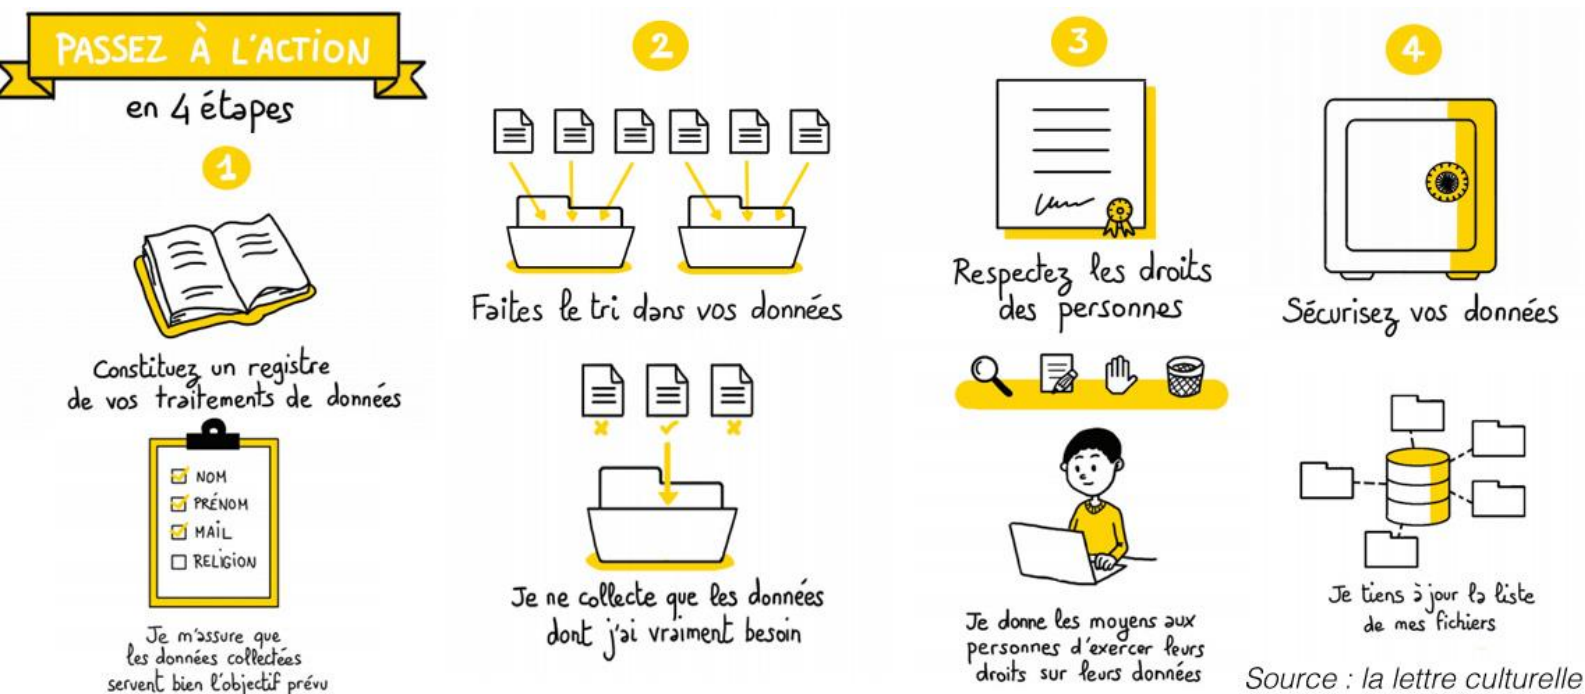 PASSEZ À L'ACTION
en 4 étapes
1
Constituez un registre
de vos traitements de données
NOM
PRÉNOM
MAIL
RELIGION
Je m'assure que
les données collectées
servent bien l'objectif prévu
2
Faites le tri dans vos données
Je ne collecte que les données
dont j'ai vraiment besoin
3
Respectez les droits
des personnes
Je donne les moyens aux
personnes d'exercer leurs
droits sur leurs données
4
Sécurisez vos données
Je tiens à jour la liste
de mes fichiers
Source : la lettre culturelle